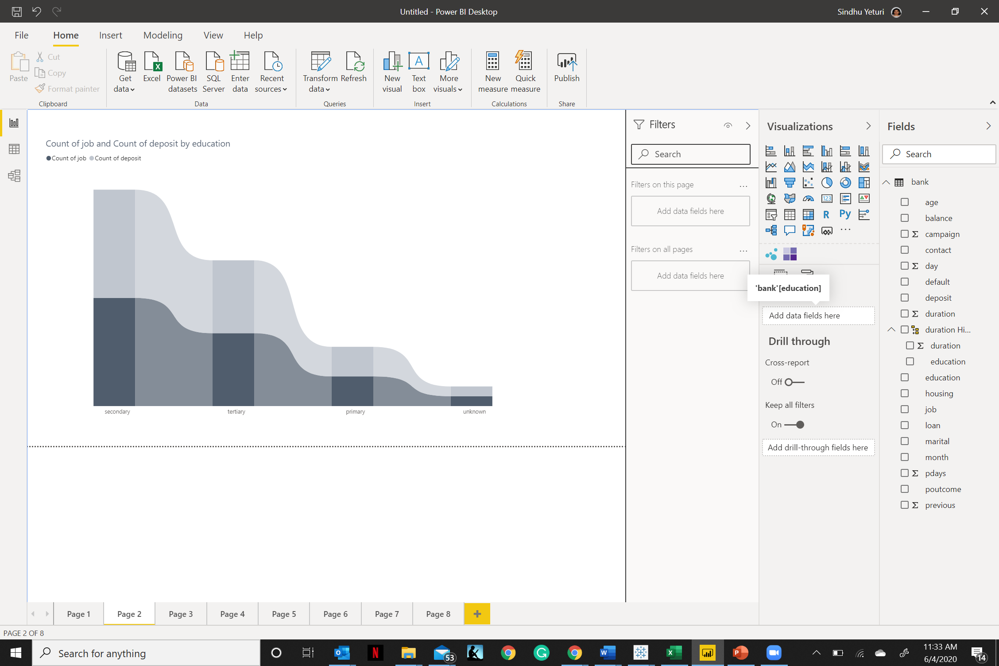 Untitled - Power BI Desktop
Sindhu Yeturi
File Home Insert Modeling View Help
Paste
Cut
Copy
Format painter
Clipboard
Get data
Excel
Power BI datasets
SQL Server
Enter data
Recent sources
Data
Transform data
Refresh
Queries
New visual
A
Text box
More visuals
Insert
New measure
Quick measure
Calculations
Publish
Share
Count of job and Count of deposit by education
Count of job Count of deposit
secondary tertiary primary unknown
Filters
Search
Filters on this page ...
Add data fields here
Filters on all pages ...
Add data fields here
Visualizations
123
R Py
...
'bank'[education]
Add data fields here
Drill through
Cross-report
Off
Keep all filters
On
Add drill-through fields here
Fields
Search
bank
age
balance
Σ campaign
contact
Σ day
default
deposit
Σ duration
duration Hi...
Σ duration
education
education
housing
job
loan
marital
month
Σ pdays
poutcome
Σ previous
Page 1 Page 2 Page 3 Page 4 Page 5 Page 6 Page 7 Page 8 +
PAGE 2 OF 8
Search for anything
53
11:33 AM
6/4/2020
14